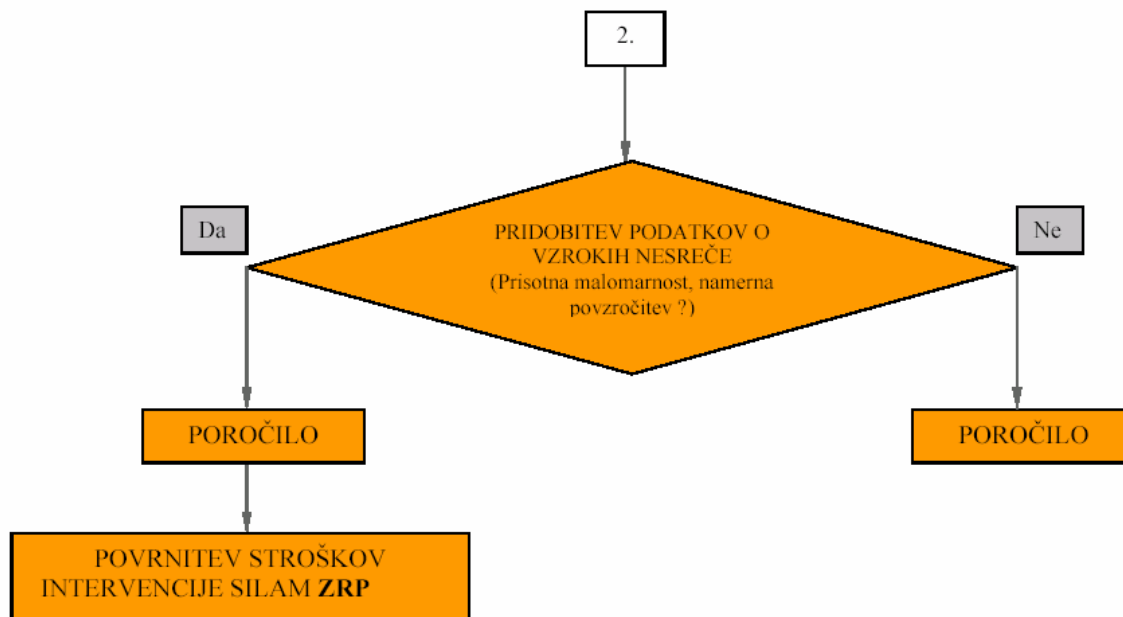 2.
Da
Ne
PRIDOBITEV PODATKOV O
VZROKIH NESREČE
(Prisotna malomarnost, namerna
povzročitev ?)
POROČILO
POROČILO
POVRNITEV STROŠKOV
INTERVENCIJE SILAM ZRP